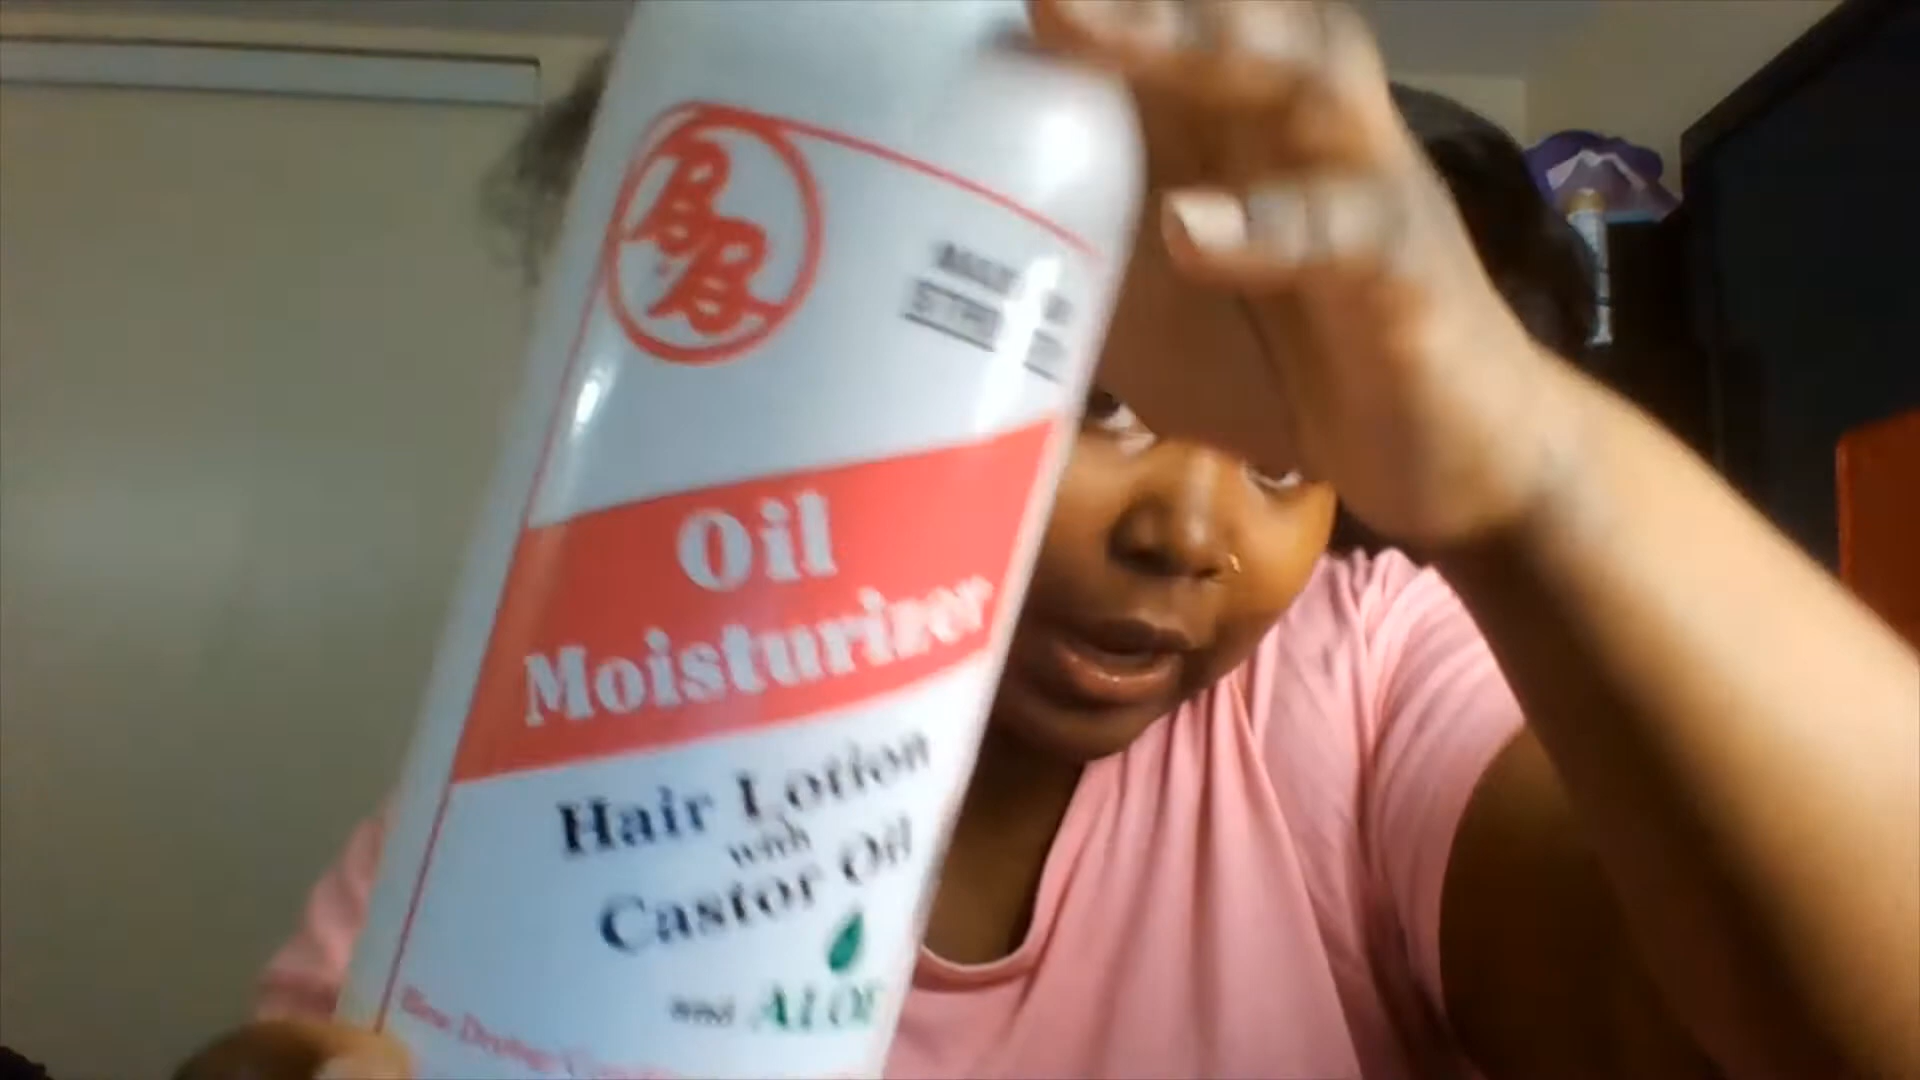 BB
Oil
Moisturizer
Hair Lotion
with
Castor Oil
and ALOE